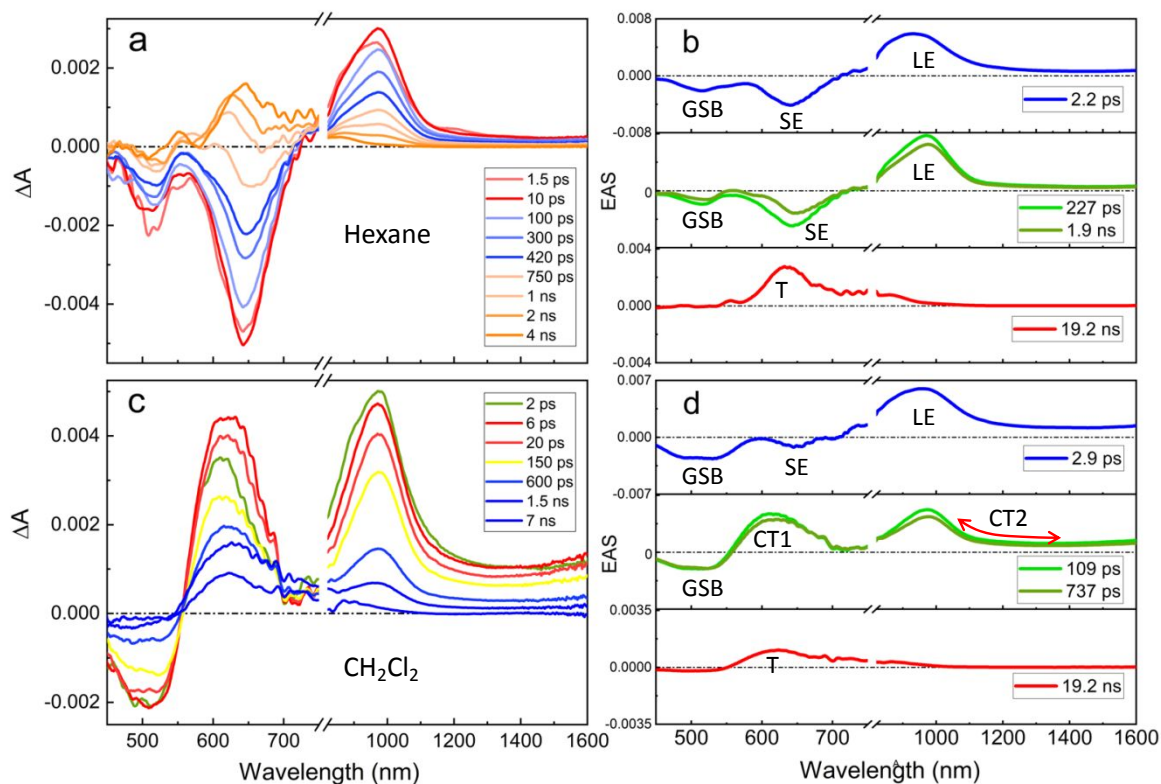 a
ΔA
0.002
0.000
-0.002
-0.004
Hexane
1.5 ps
10 ps
100 ps
300 ps
420 ps
750 ps
1 ns
2 ns
4 ns
b
EAS
0.008
0.000
-0.008
GSB
SE
LE
2.2 ps
0
GSB
SE
LE
227 ps
1.9 ns
0.004
0.000
-0.004
T
19.2 ns
c
ΔA
0.004
0.002
0.000
-0.002
CH₂Cl₂
2 ps
6 ps
20 ps
150 ps
600 ps
1.5 ns
7 ns
500 600 700 1000 1200 1400 1600
Wavelength (nm)
d
EAS
0.007
0.000
-0.007
GSB
SE
LE
2.9 ps
0
GSB
CT1
CT2
109 ps
737 ps
0.0035
0.0000
-0.0035
T
19.2 ns
500 600 700 1000 1200 1400 1600
Wavelength (nm)